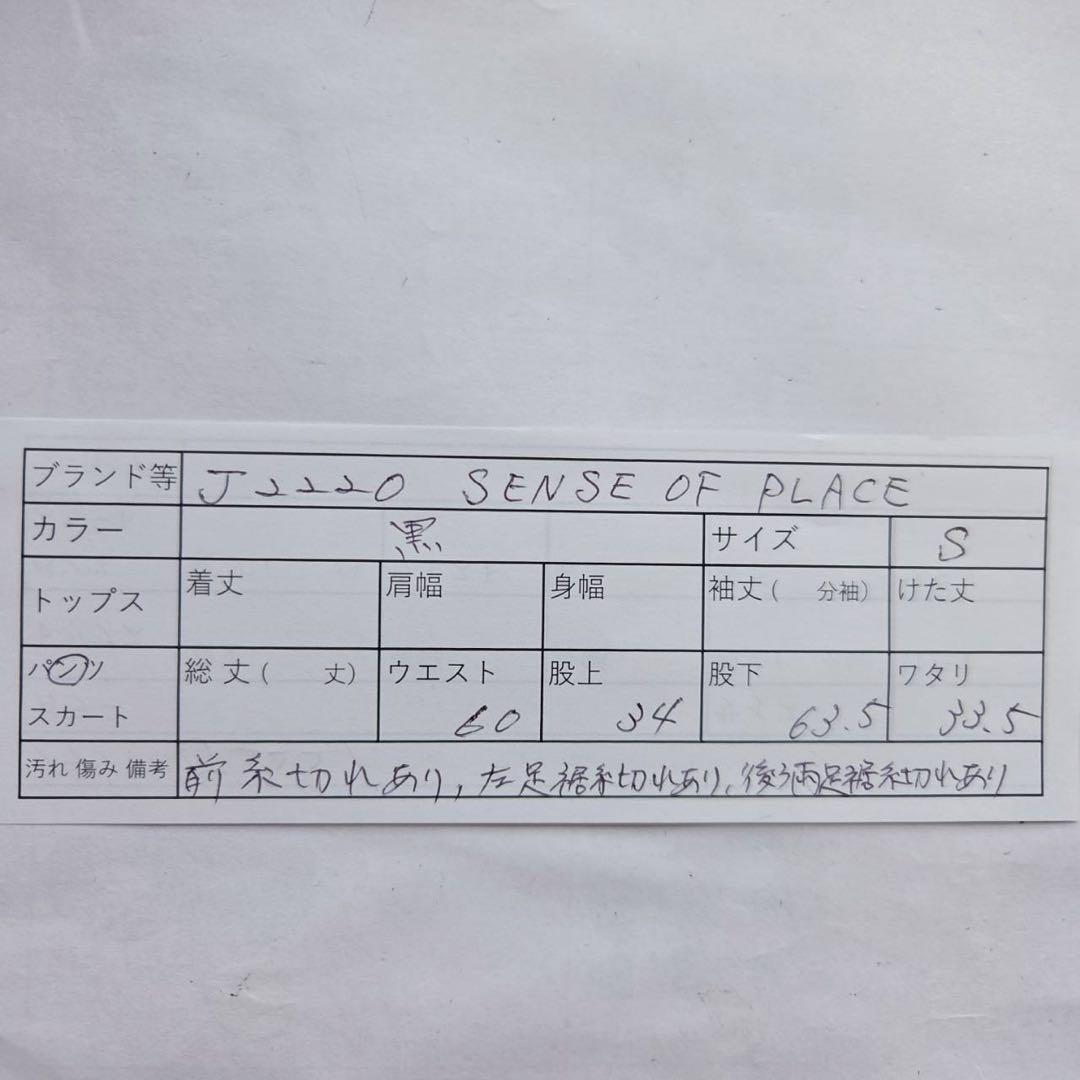 ブランド等 J2220 SENSE OF PLACE
カラー 黒 サイズ S
トップス 着丈 肩幅 身幅 袖丈( 分袖) けた丈
パンツ 総丈( 丈) ウエスト 股上 股下 ワタリ
スカート 60 34 63.5 33.5
汚れ 傷み 備考 前糸切れあり,左足裾糸切れあり,後ろ両足裾糸切れあり